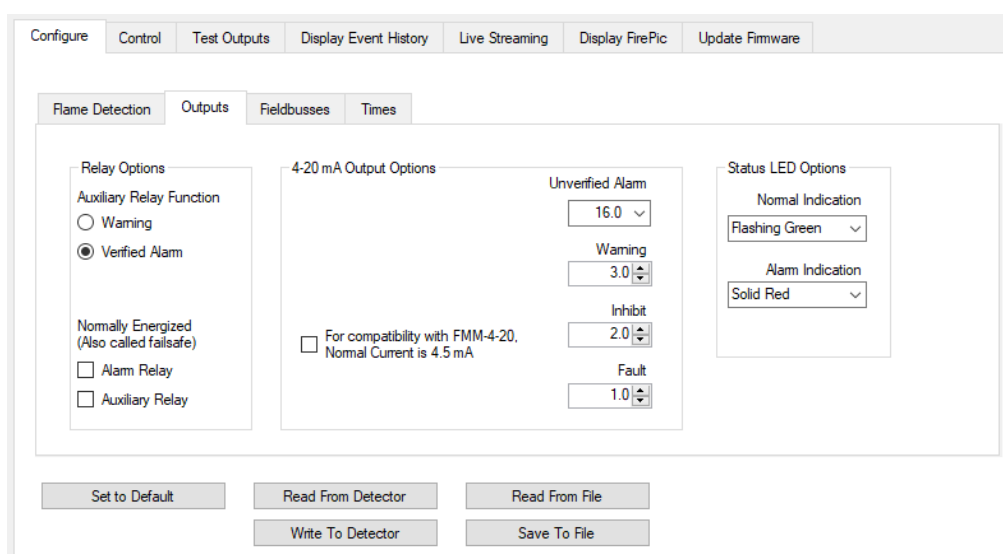 Configure Control Test Outputs Display Event History Live Streaming Display FirePic Update Firmware
Flame Detection Outputs Fieldbusses Times
Relay Options
Auxiliary Relay Function
Warning
Verified Alarm
Normally Energized
(Also called failsafe)
Alarm Relay
Auxiliary Relay
4-20 mA Output Options
Unverified Alarm
16.0
Warning
3.0
Inhibit
2.0
For compatibility with FMM-4-20,
Normal Current is 4.5 mA
Fault
1.0
Status LED Options
Normal Indication
Flashing Green
Alarm Indication
Solid Red
Set to Default Read From Detector Read From File
Write To Detector Save To File